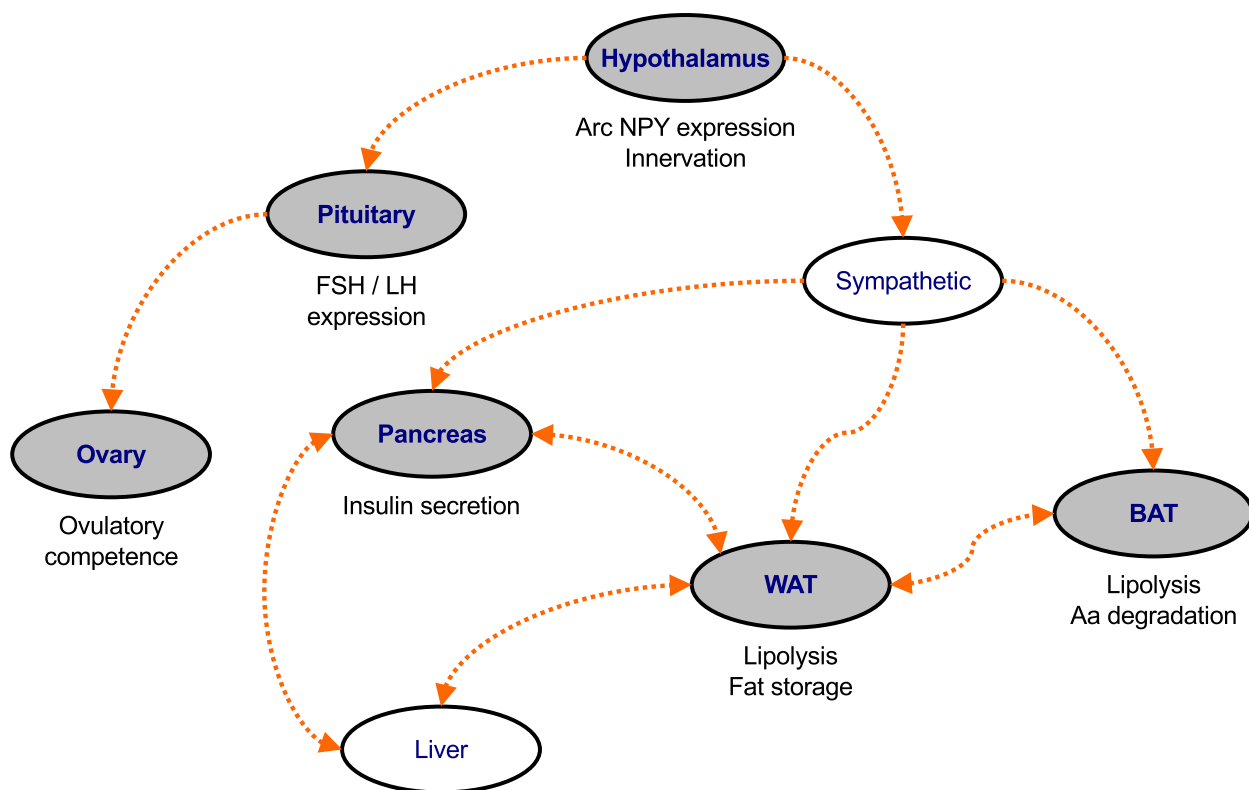 Hypothalamus
Arc NPY expression
Innervation
Pituitary
FSH / LH
expression
Sympathetic
Ovary
Ovulatory
competence
Pancreas
Insulin secretion
BAT
Lipolysis
Aa degradation
WAT
Lipolysis
Fat storage
Liver